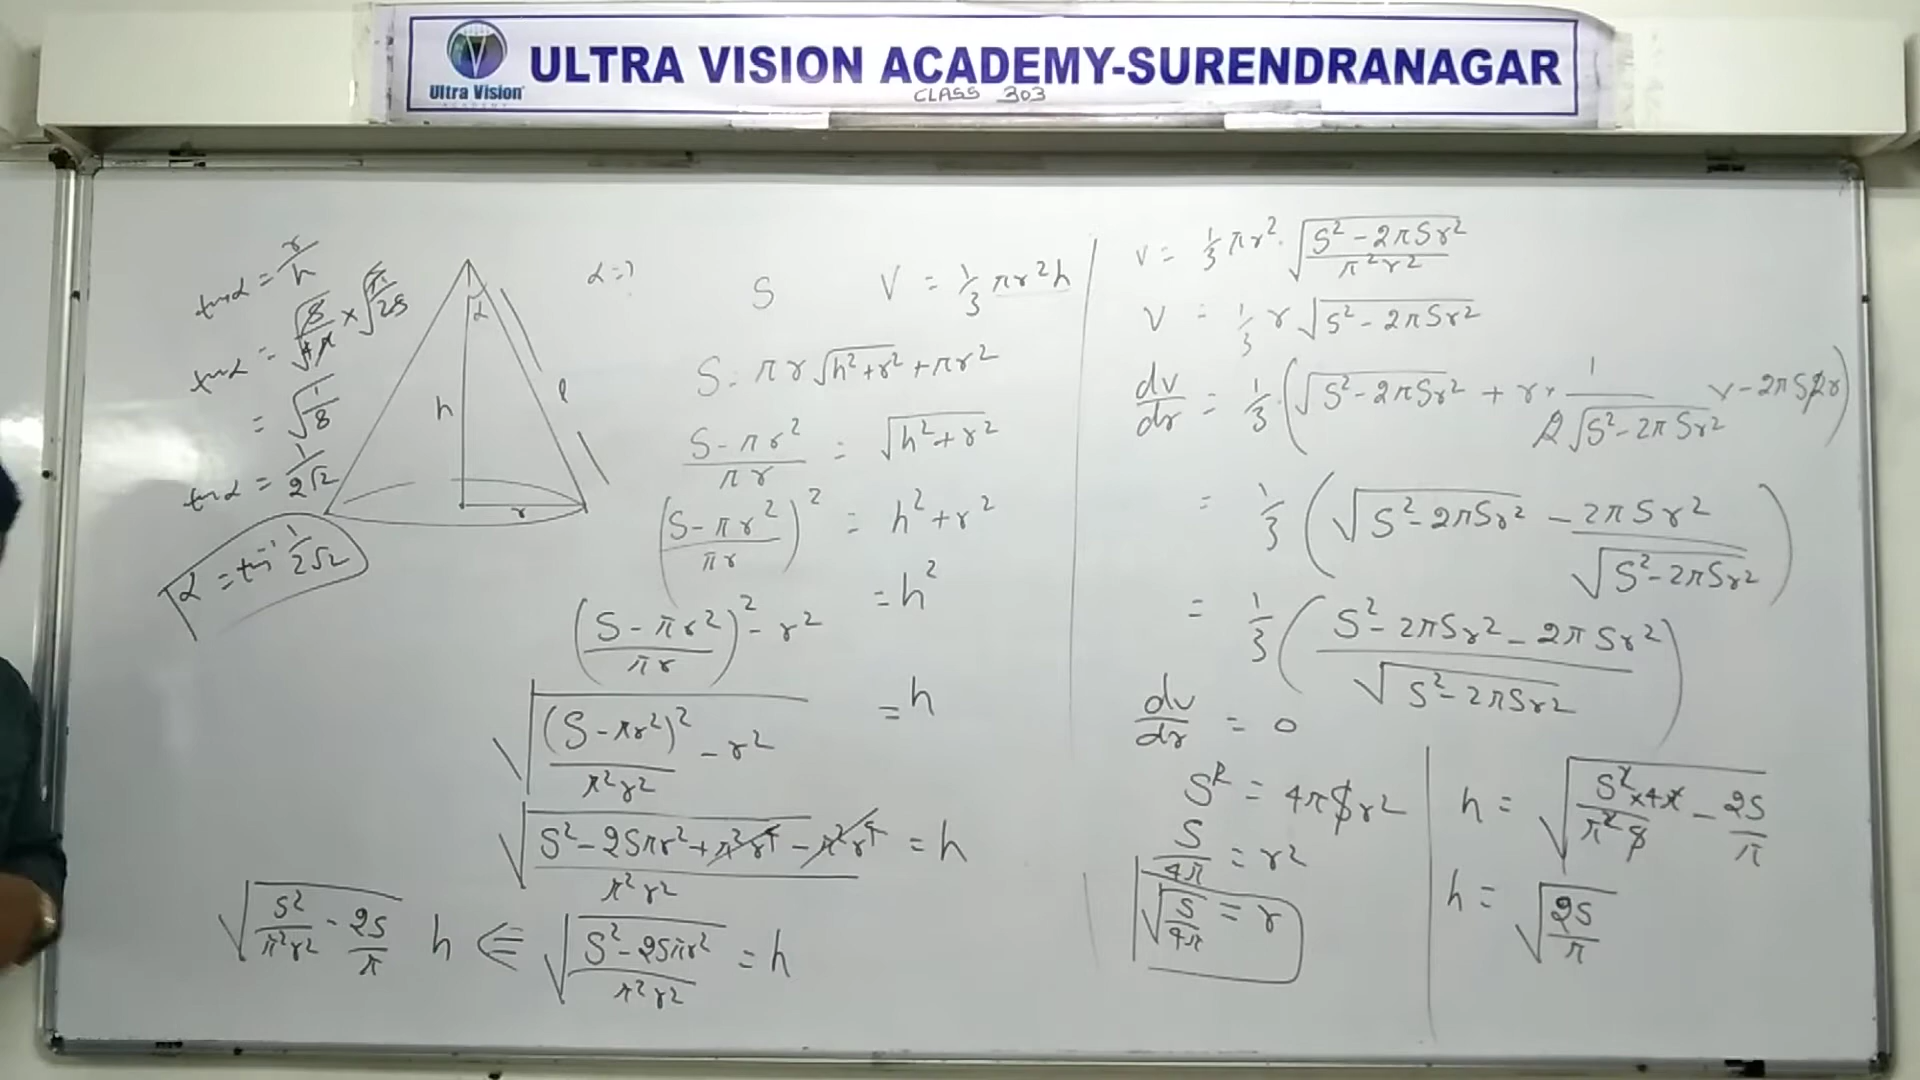 ULTRA VISION ACADEMY-SURENDRANAGAR
Ultra Vision
ACADEMY
CLASS 303
tanα = r/h
tanα = √(S/4π) × √(π/2S)
= √(1/8)
tanα = 1/2√2
α = tan⁻¹ 1/2√2
α
h
l
r
α = ?
S
V = 1/3 πr²h
S = πr√(h²+r²) + πr²
(S-πr²)/πr = √(h²+r²)
((S-πr²)/πr)² = h²+r²
((S-πr²)/πr)² - r² = h²
√((S-πr²)²/π²r² - r²) = h
√((S²-2Sπr²+π²r⁴-π²r⁴)/π²r²) = h
√(S²/π²r² - 2S/π) h ⇐ √((S²-2Sπr²)/π²r²) = h
V = 1/3 πr² · √((S²-2πSr²)/π²r²)
V = 1/3 r √(S²-2πSr²)
dv/dr = 1/3 · (√(S²-2πSr²) + r × 1/2√(S²-2πSr²) × -2πS2r)
= 1/3 (√(S²-2πSr²) - 2πSr²/√(S²-2πSr²))
= 1/3 ((S²-2πSr²-2πSr²)/√(S²-2πSr²))
dv/dr = 0
S² = 4πSr²
S/4π = r²
√(S/4π) = r
h = √(S²×4π/π²S - 2S/π)
h = √(2S/π)